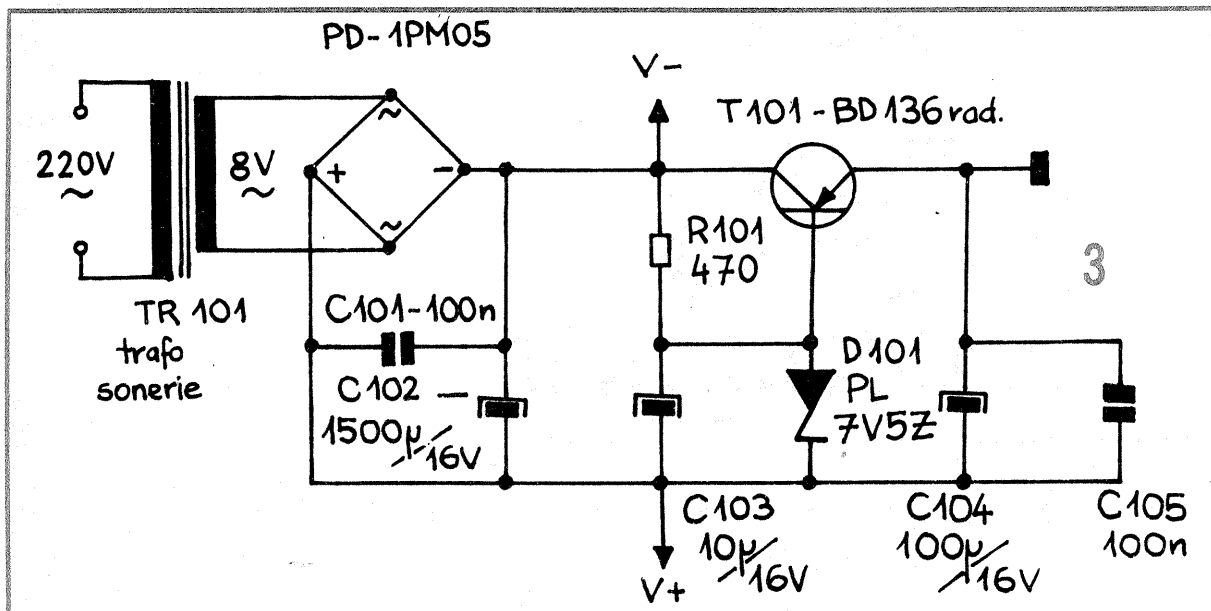 PD-1PM05
V-
T101-BD136 rad.
220V
~
8V
~
~
+
-
~
R101
470
3
TR 101
trafo
sonerie
C101-100n
C102
1500µ/16V
D101
PL
7V5Z
C103
10µ/16V
C104
100µ/16V
C105
100n
V+